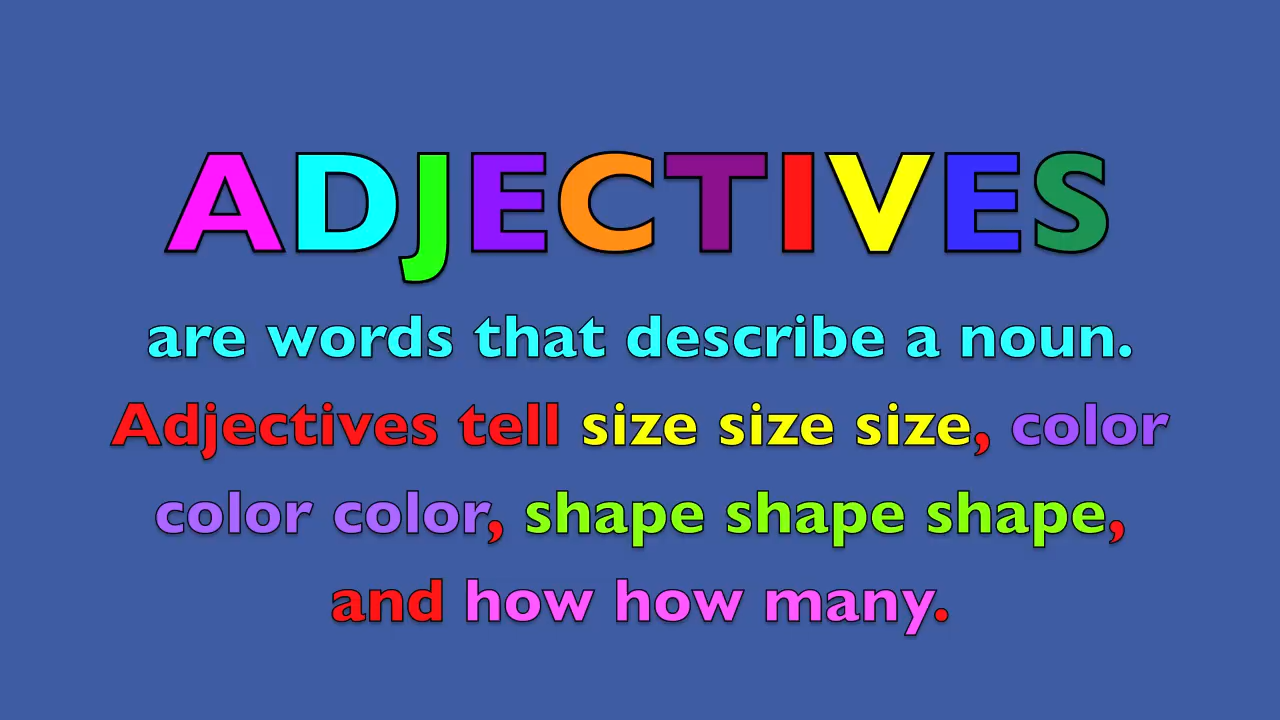 ADJECTIVES
are words that describe a noun.
Adjectives tell size size size, color
color color, shape shape shape,
and how how many.